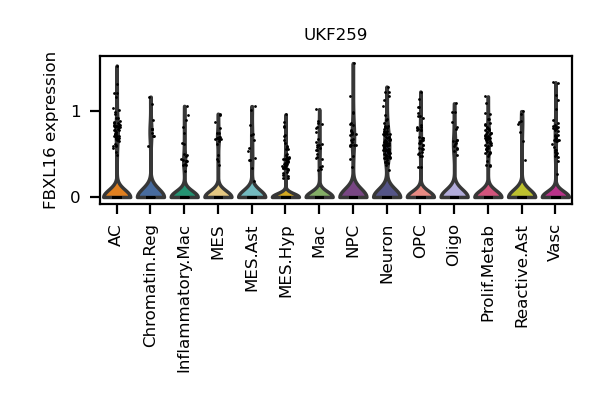 UKF259
FBXL16 expression
1
0
AC
Chromatin.Reg
Inflammatory.Mac
MES
MES.Ast
MES.Hyp
Mac
NPC
Neuron
OPC
Oligo
Prolif.Metab
Reactive.Ast
Vasc